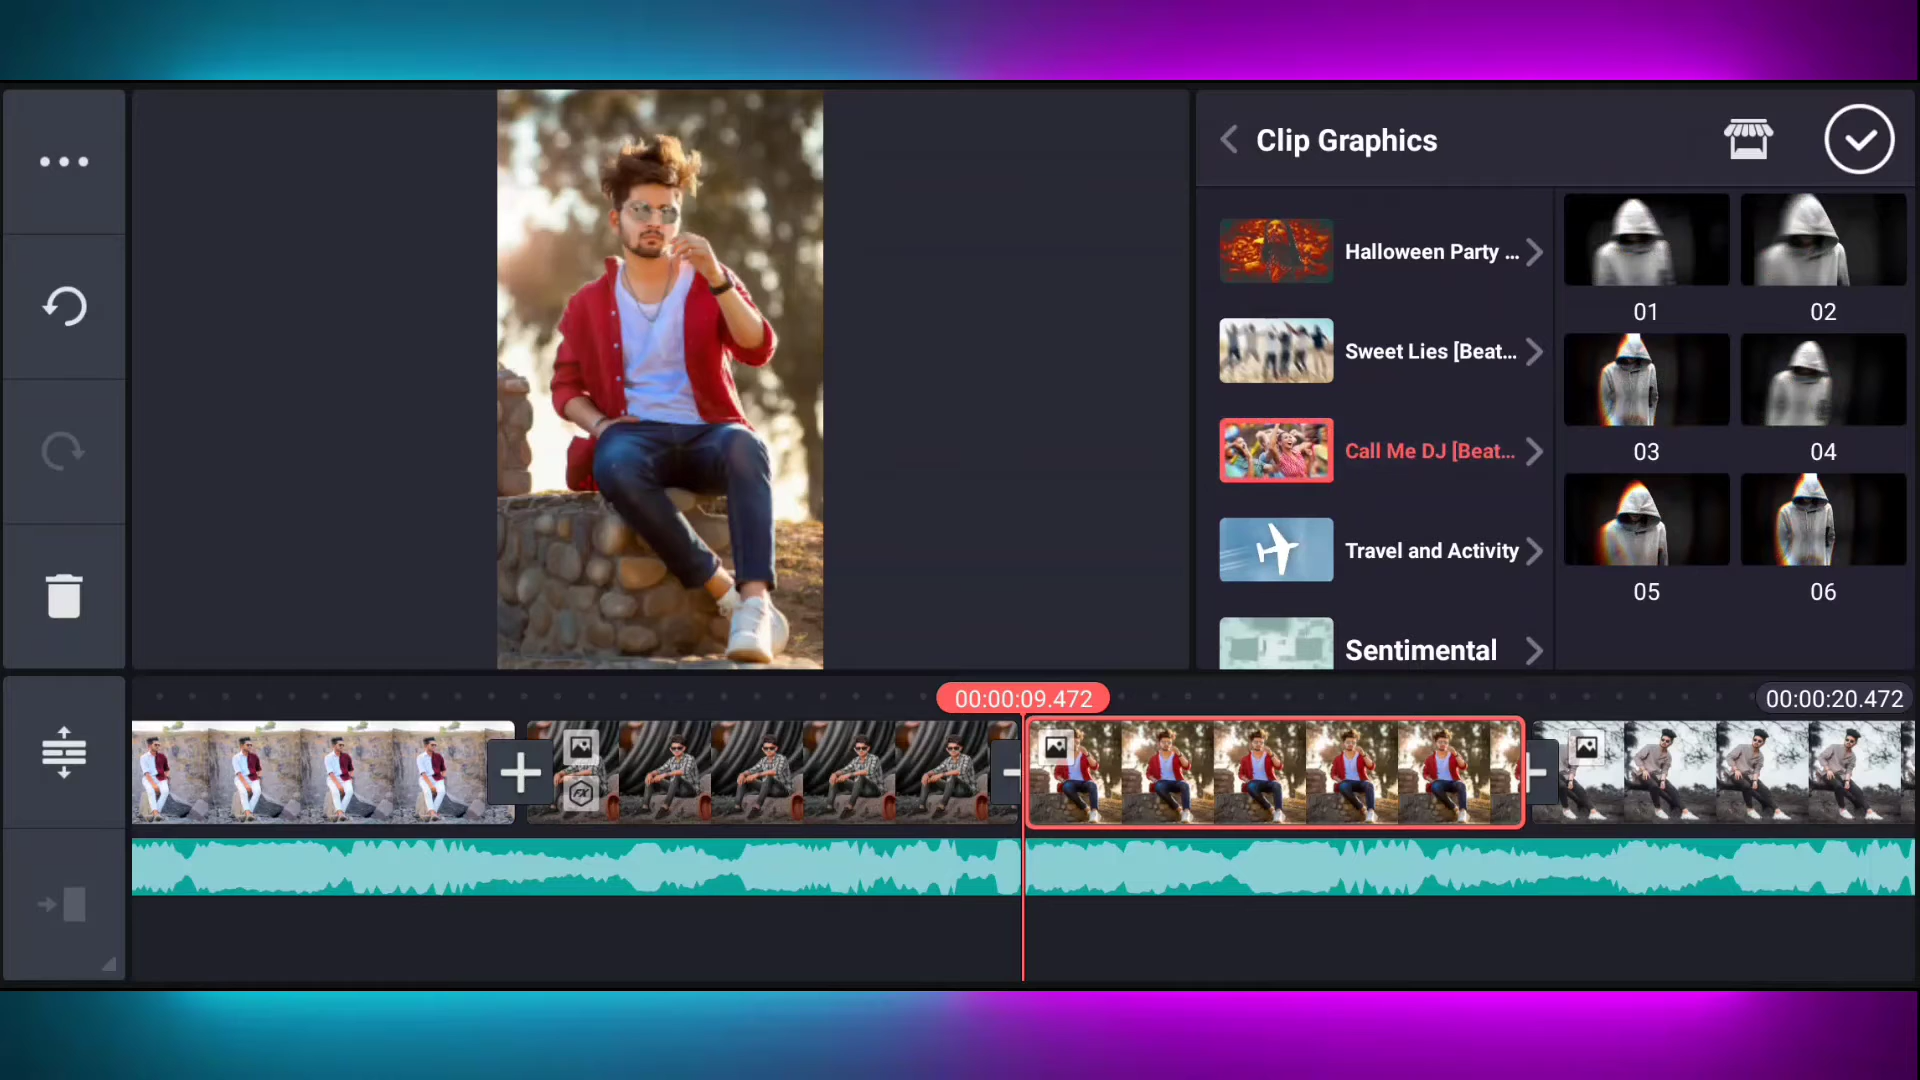 Clip Graphics
Halloween Party ...
Sweet Lies [Beat...
Call Me DJ [Beat...
Travel and Activity
Sentimental
01
02
03
04
05
06
00:00:09.472
00:00:20.472
FX